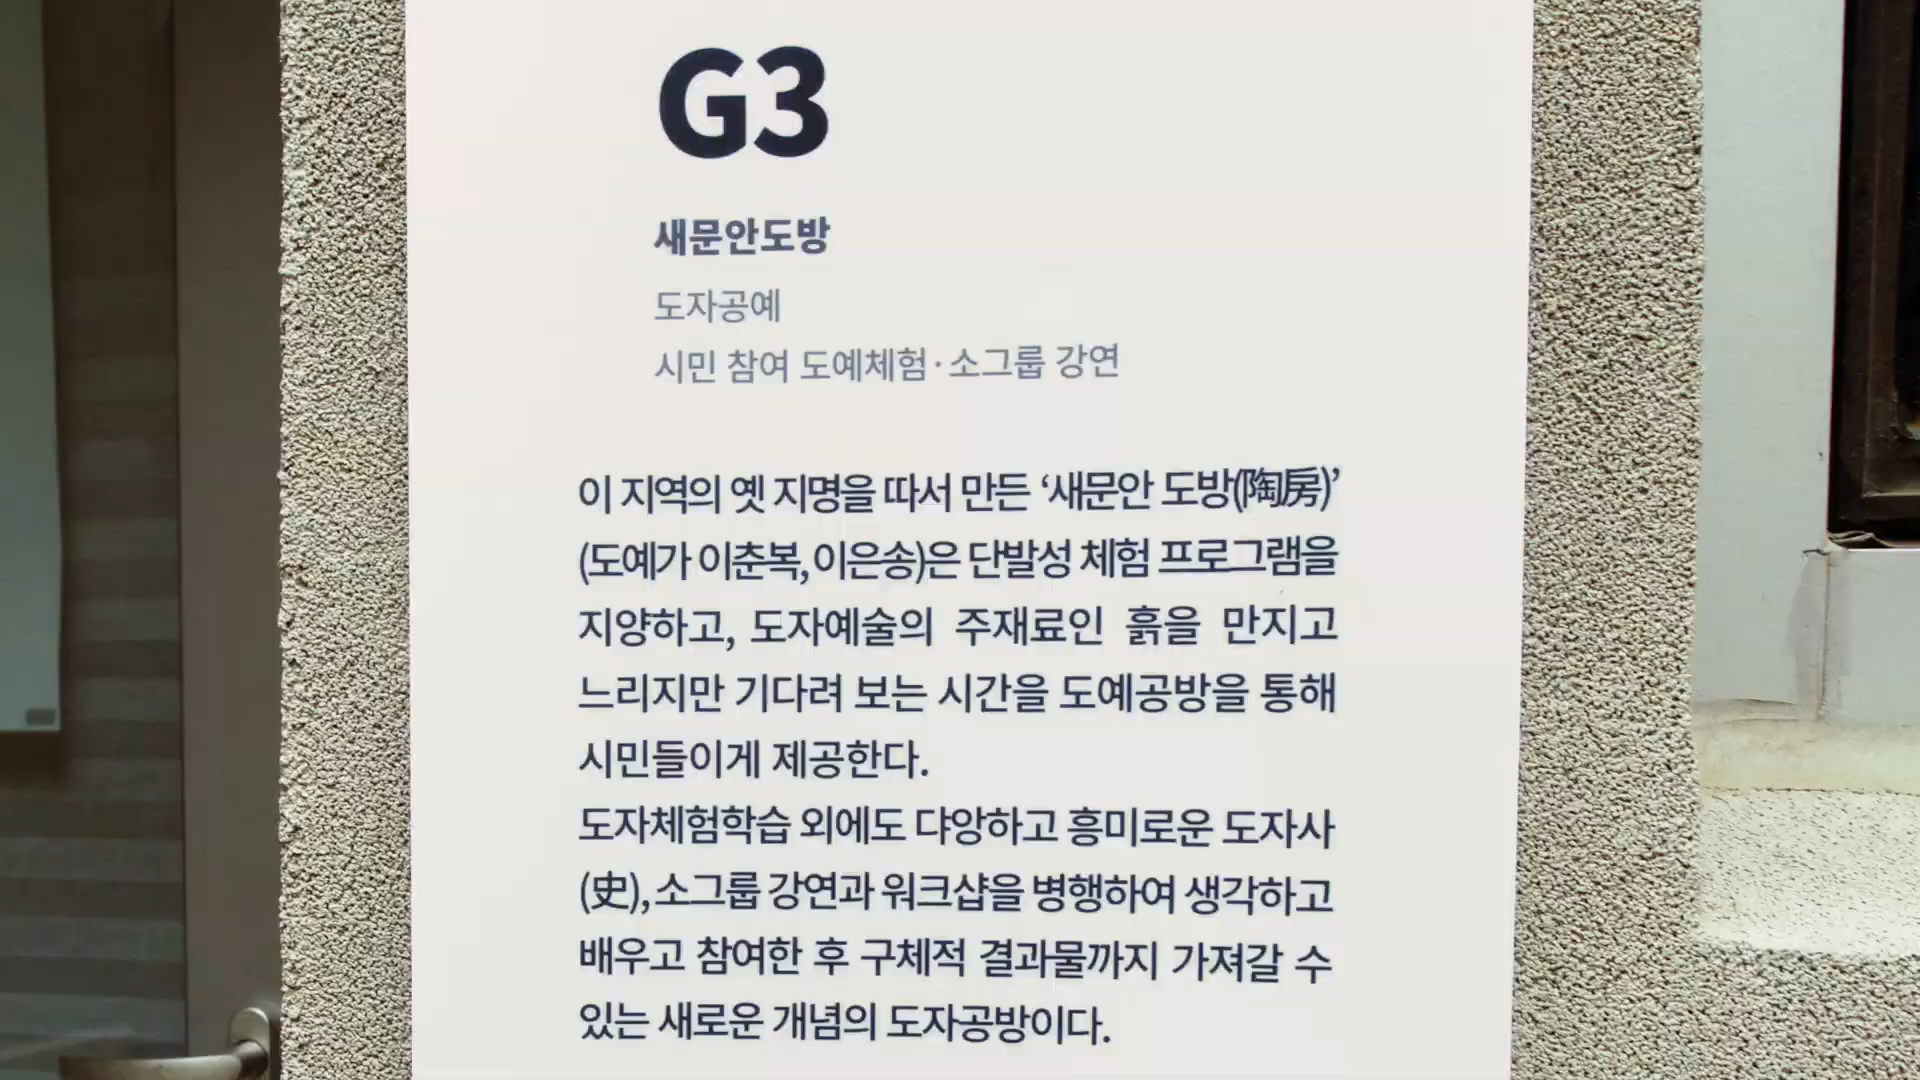 G3
새문안도방
도자공예
시민 참여 도예체험·소그룹 강연
이 지역의 옛 지명을 따서 만든 ‘새문안 도방(陶房)’
(도예가 이춘복, 이은송)은 단발성 체험 프로그램을
지양하고, 도자예술의 주재료인 흙을 만지고
느리지만 기다려 보는 시간을 도예공방을 통해
시민들이게 제공한다.
도자체험학습 외에도 댜앙하고 흥미로운 도자사
(史), 소그룹 강연과 워크샵을 병행하여 생각하고
배우고 참여한 후 구체적 결과물까지 가져갈 수
있는 새로운 개념의 도자공방이다.